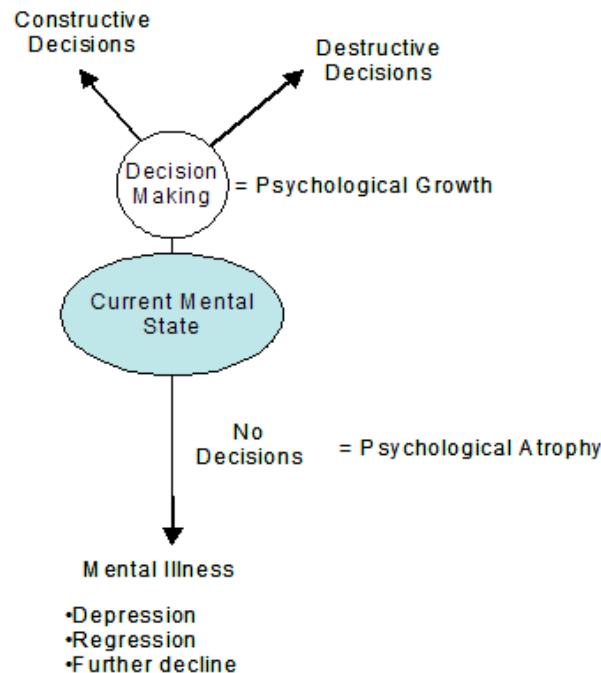 Constructive
Decisions
Destructive
Decisions
Decision
Making
= Psychological Growth
Current Mental
State
No
Decisions
= Psychological Atrophy
Mental Illness
•Depression
•Regression
•Further decline